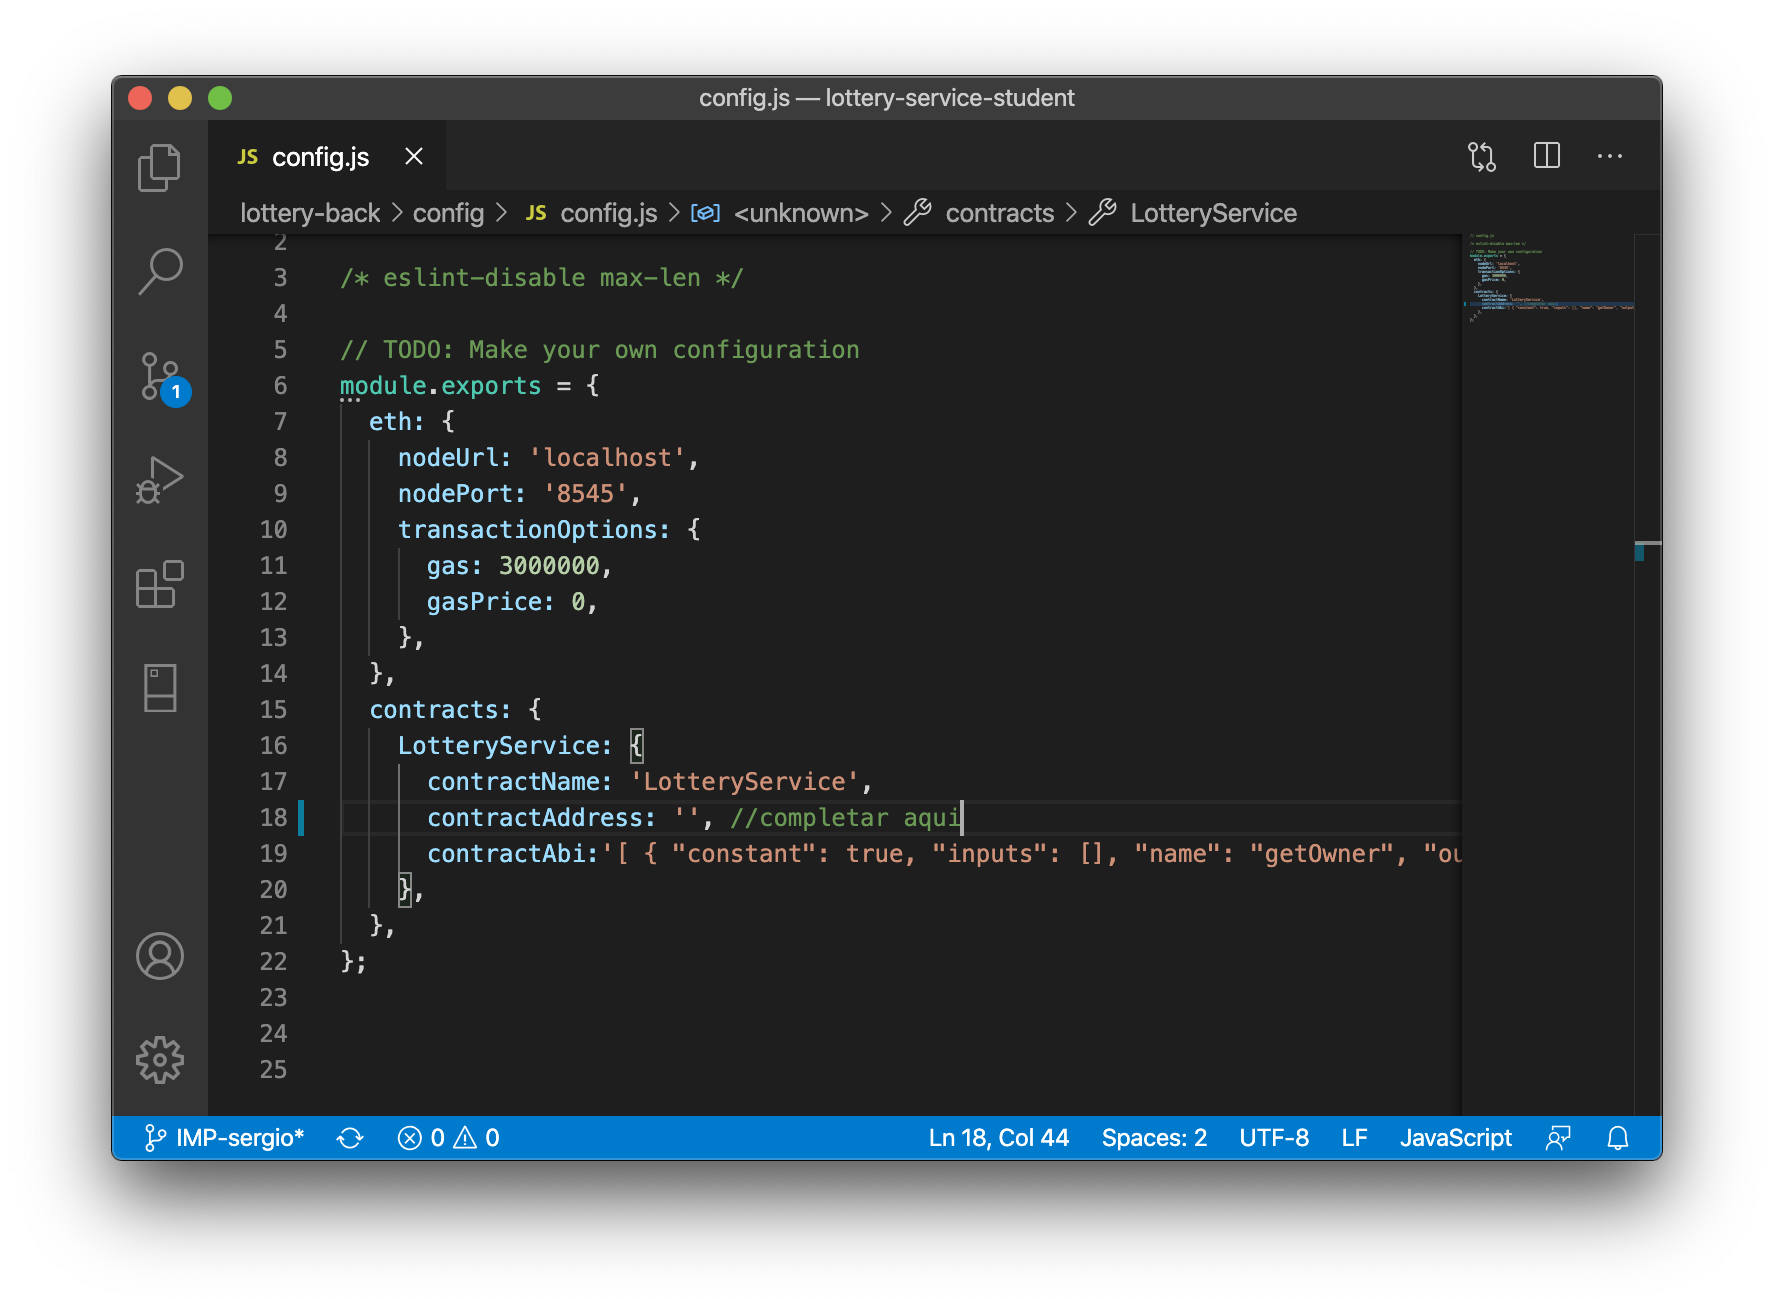 config.js — lottery-service-student
JS config.js
lottery-back > config > JS config.js > <unknown> > contracts > LotteryService
2
3 /* eslint-disable max-len */
4
5 // TODO: Make your own configuration
6 module.exports = {
7 eth: {
8 nodeUrl: 'localhost',
9 nodePort: '8545',
10 transactionOptions: {
11 gas: 3000000,
12 gasPrice: 0,
13 },
14 },
15 contracts: {
16 LotteryService: {
17 contractName: 'LotteryService',
18 contractAddress: '', //completar aqui
19 contractAbi:'[ { "constant": true, "inputs": [], "name": "getOwner", "ou
20 },
21 },
22 };
23
24
25
1
IMP-sergio* 0 0 Ln 18, Col 44 Spaces: 2 UTF-8 LF JavaScript